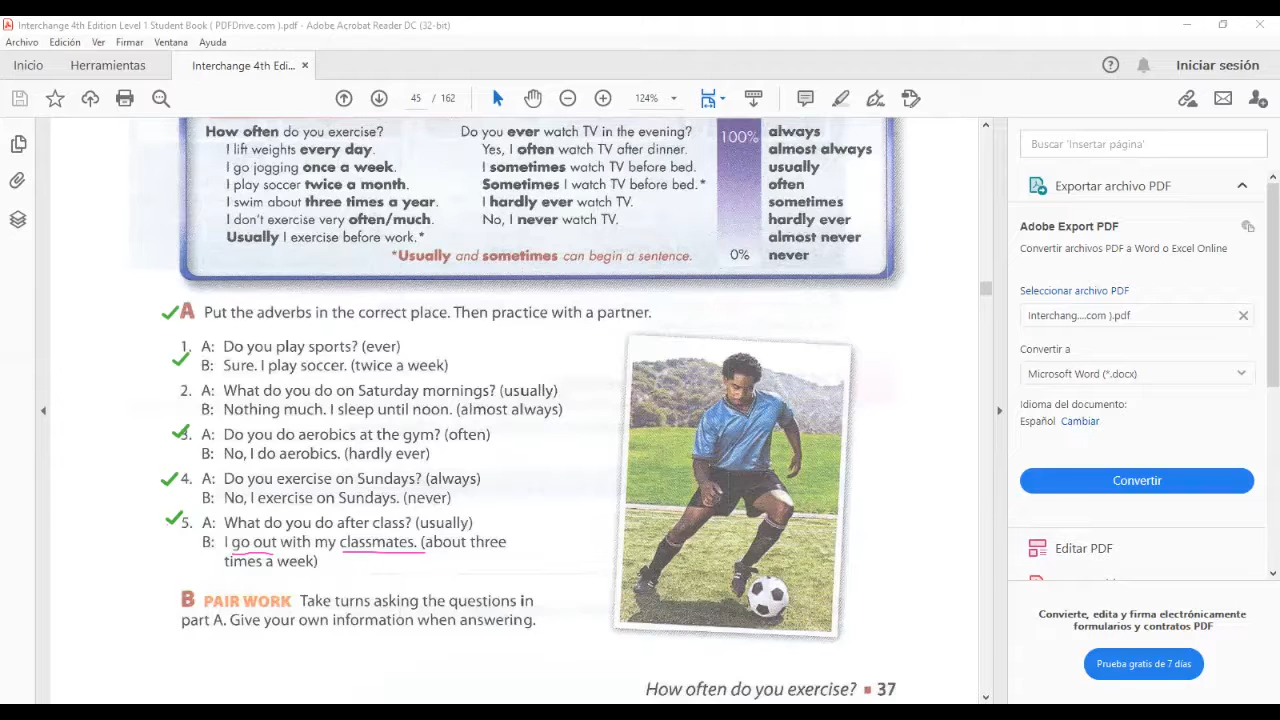 Interchange 4th Edition Level 1 Student Book ( PDFDrive.com ).pdf - Adobe Acrobat Reader DC (32-bit)
Archivo Edición Ver Firmar Ventana Ayuda
Inicio Herramientas Interchange 4th Edi... × Iniciar sesión
45 / 162 124%
How often do you exercise?
I lift weights every day.
I go jogging once a week.
I play soccer twice a month.
I swim about three times a year.
I don't exercise very often/much.
Usually I exercise before work.*
Do you ever watch TV in the evening?
Yes, I often watch TV after dinner.
I sometimes watch TV before bed.
Sometimes I watch TV before bed.*
I hardly ever watch TV.
No, I never watch TV.
*Usually and sometimes can begin a sentence.
100% always
almost always
usually
often
sometimes
hardly ever
almost never
0% never
A Put the adverbs in the correct place. Then practice with a partner.
1. A: Do you play sports? (ever)
B: Sure. I play soccer. (twice a week)
2. A: What do you do on Saturday mornings? (usually)
B: Nothing much. I sleep until noon. (almost always)
3. A: Do you do aerobics at the gym? (often)
B: No, I do aerobics. (hardly ever)
4. A: Do you exercise on Sundays? (always)
B: No, I exercise on Sundays. (never)
5. A: What do you do after class? (usually)
B: I go out with my classmates. (about three
times a week)
B PAIR WORK Take turns asking the questions in
part A. Give your own information when answering.
How often do you exercise? ■ 37
Buscar 'Insertar página'
Exportar archivo PDF
Adobe Export PDF
Convertir archivos PDF a Word o Excel Online
Seleccionar archivo PDF
Interchang....com ).pdf
Convertir a
Microsoft Word (*.docx)
Idioma del documento:
Español Cambiar
Convertir
Editar PDF
Convierte, edita y firma electrónicamente
formularios y contratos PDF
Prueba gratis de 7 días